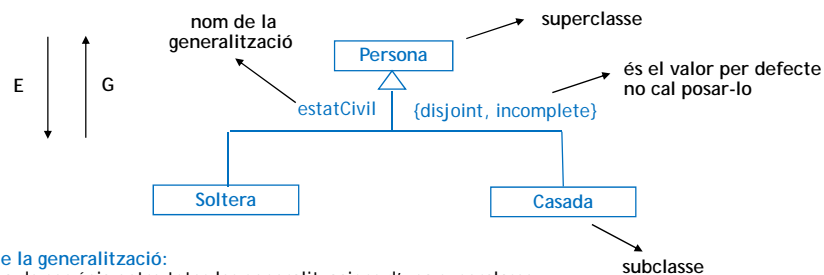 nom de la
generalització
superclasse
Persona
és el valor per defecte
no cal posar-lo
E
G
estatCivil
{disjoint, incomplete}
Soltera
Casada
e la generalització:
subclasse